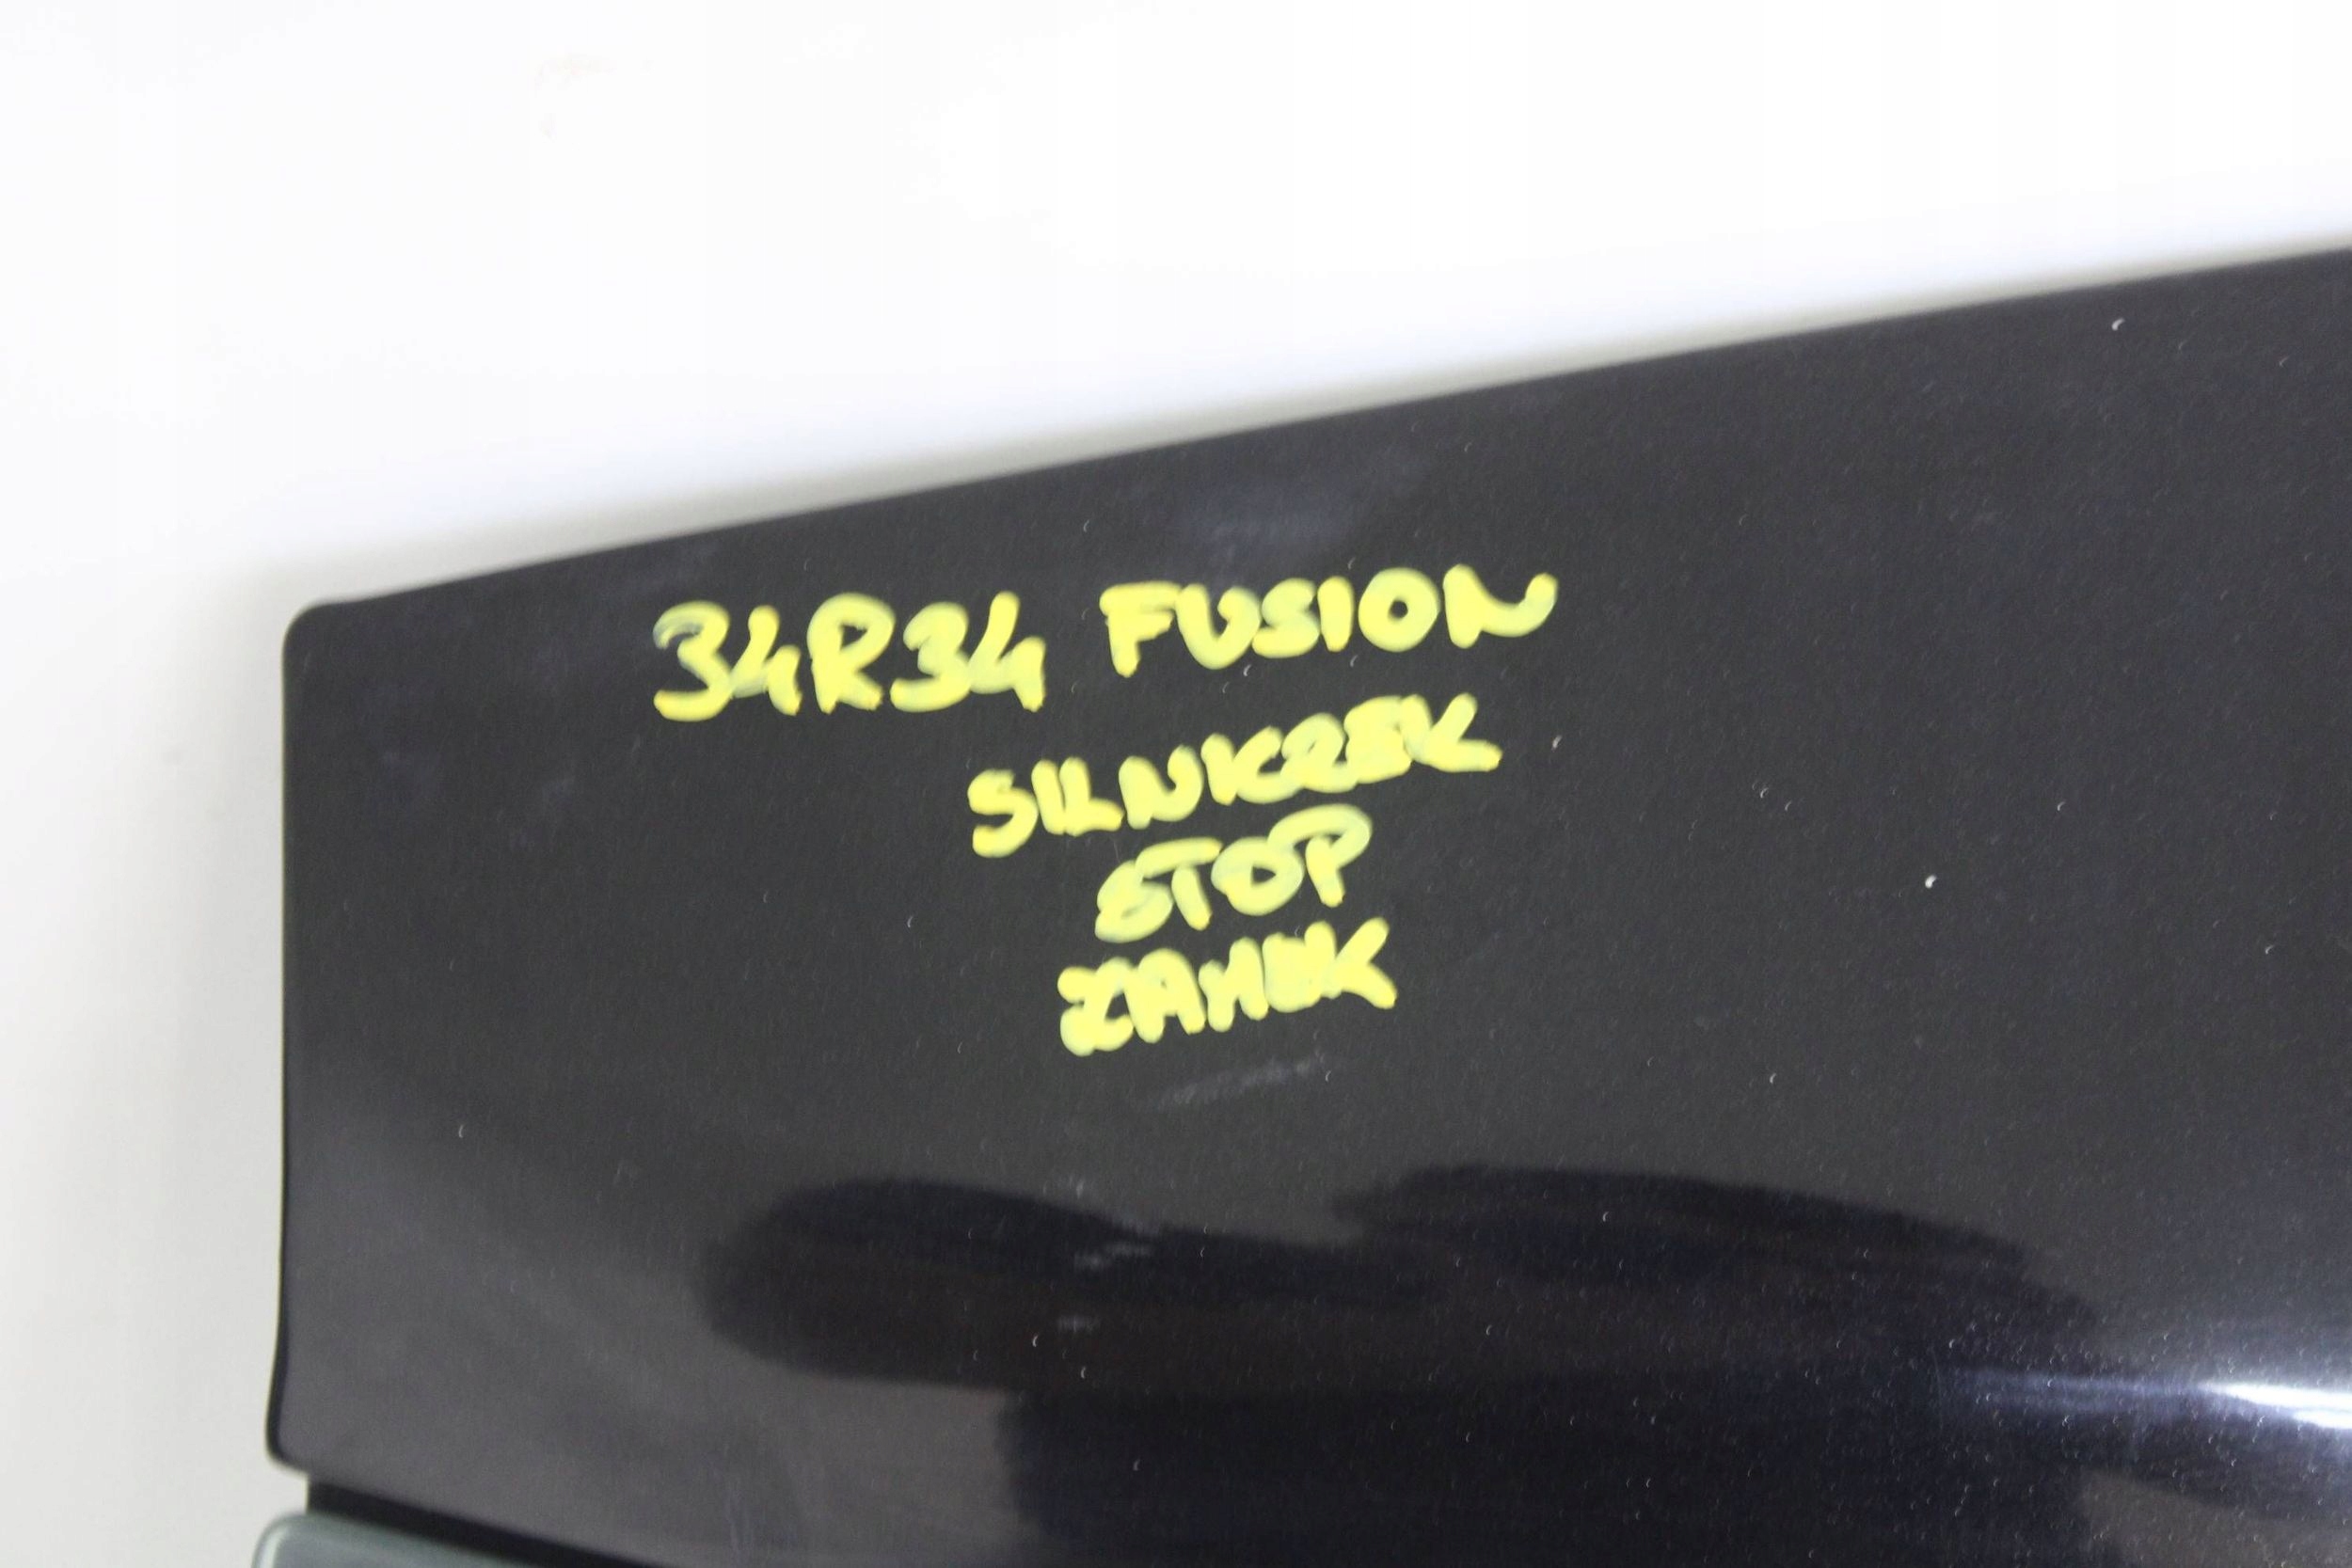 34R34 FUSION
SILNICZEK
STOP
ZAMEK